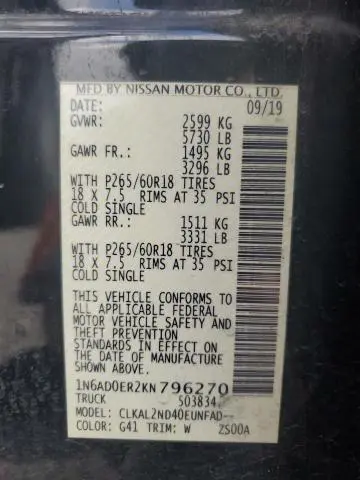 MFD BY NISSAN MOTOR CO., LTD.
DATE: 09/19
GVWR: 2599 KG
5730 LB
GAWR FR.: 1495 KG
3296 LB
WITH P265/60R18 TIRES
18 X 7.5 RIMS AT 35 PSI
COLD SINGLE
GAWR RR.: 1511 KG
3331 LB
WITH P265/60R18 TIRES
18 X 7.5 RIMS AT 35 PSI
COLD SINGLE
THIS VEHICLE CONFORMS TO
ALL APPLICABLE FEDERAL
MOTOR VEHICLE SAFETY AND
THEFT PREVENTION
STANDARDS IN EFFECT ON
THE DATE OF MANUFACTURE
SHOWN ABOVE.
1N6AD0ER2KN796270
TRUCK 503834
MODEL: CLKAL2ND40EUNFAD--
COLOR: G41 TRIM: W ZS00A